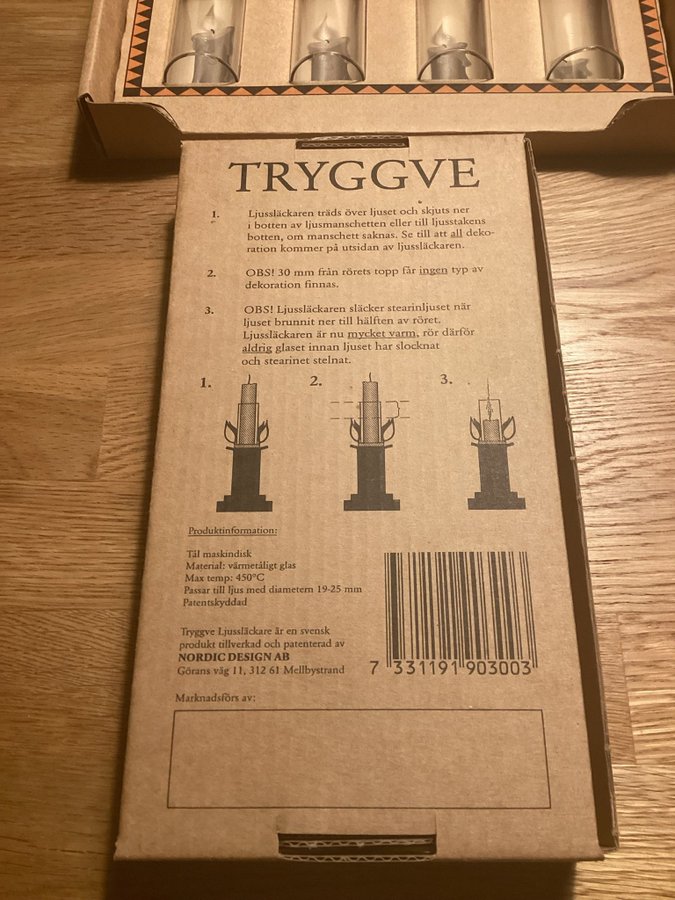 TRYGGVE
1. Ljussläckaren träds över ljuset och skjuts ner
i botten av ljusmanschetten eller till ljusstakens
botten, om manschett saknas. Se till att all deko-
ration kommer på utsidan av ljussläckaren.
2. OBS! 30 mm från rörets topp får ingen typ av
dekoration finnas.
3. OBS! Ljussläckaren släcker stearinljuset när
ljuset brunnit ner till hälften av röret.
Ljussläckaren är nu mycket varm, rör därför
aldrig glaset innan ljuset har slocknat
och stearinet stelnat.
1. 2. 3.
Produktinformation:
Tål maskindisk
Material: värmetåligt glas
Max temp: 450°C
Passar till ljus med diametern 19-25 mm
Patentskyddad
Tryggve Ljussläckare är en svensk
produkt tillverkad och patenterad av
NORDIC DESIGN AB
Görans väg 11, 312 61 Mellbystrand
7 331191 903003
Marknadsförs av: